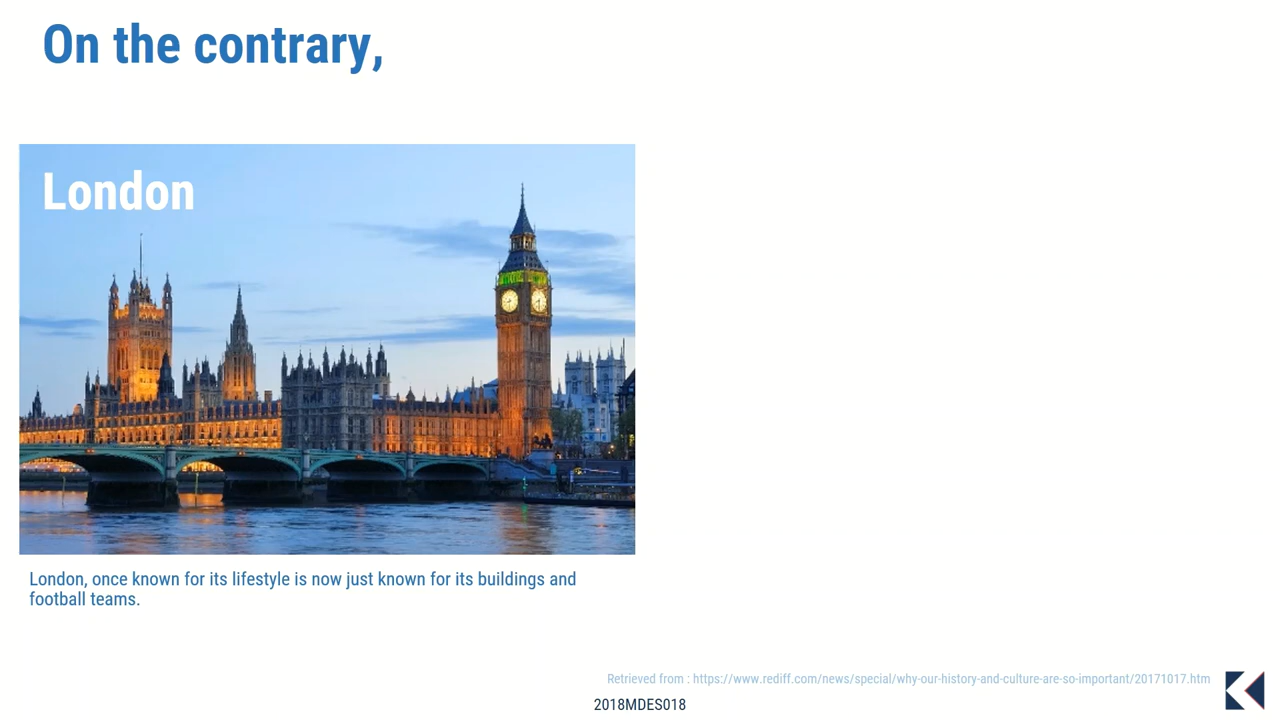 On the contrary,
London
London, once known for its lifestyle is now just known for its buildings and
football teams.
Retrieved from : https://www.rediff.com/news/special/why-our-history-and-culture-are-so-important/20171017.htm
2018MDES018